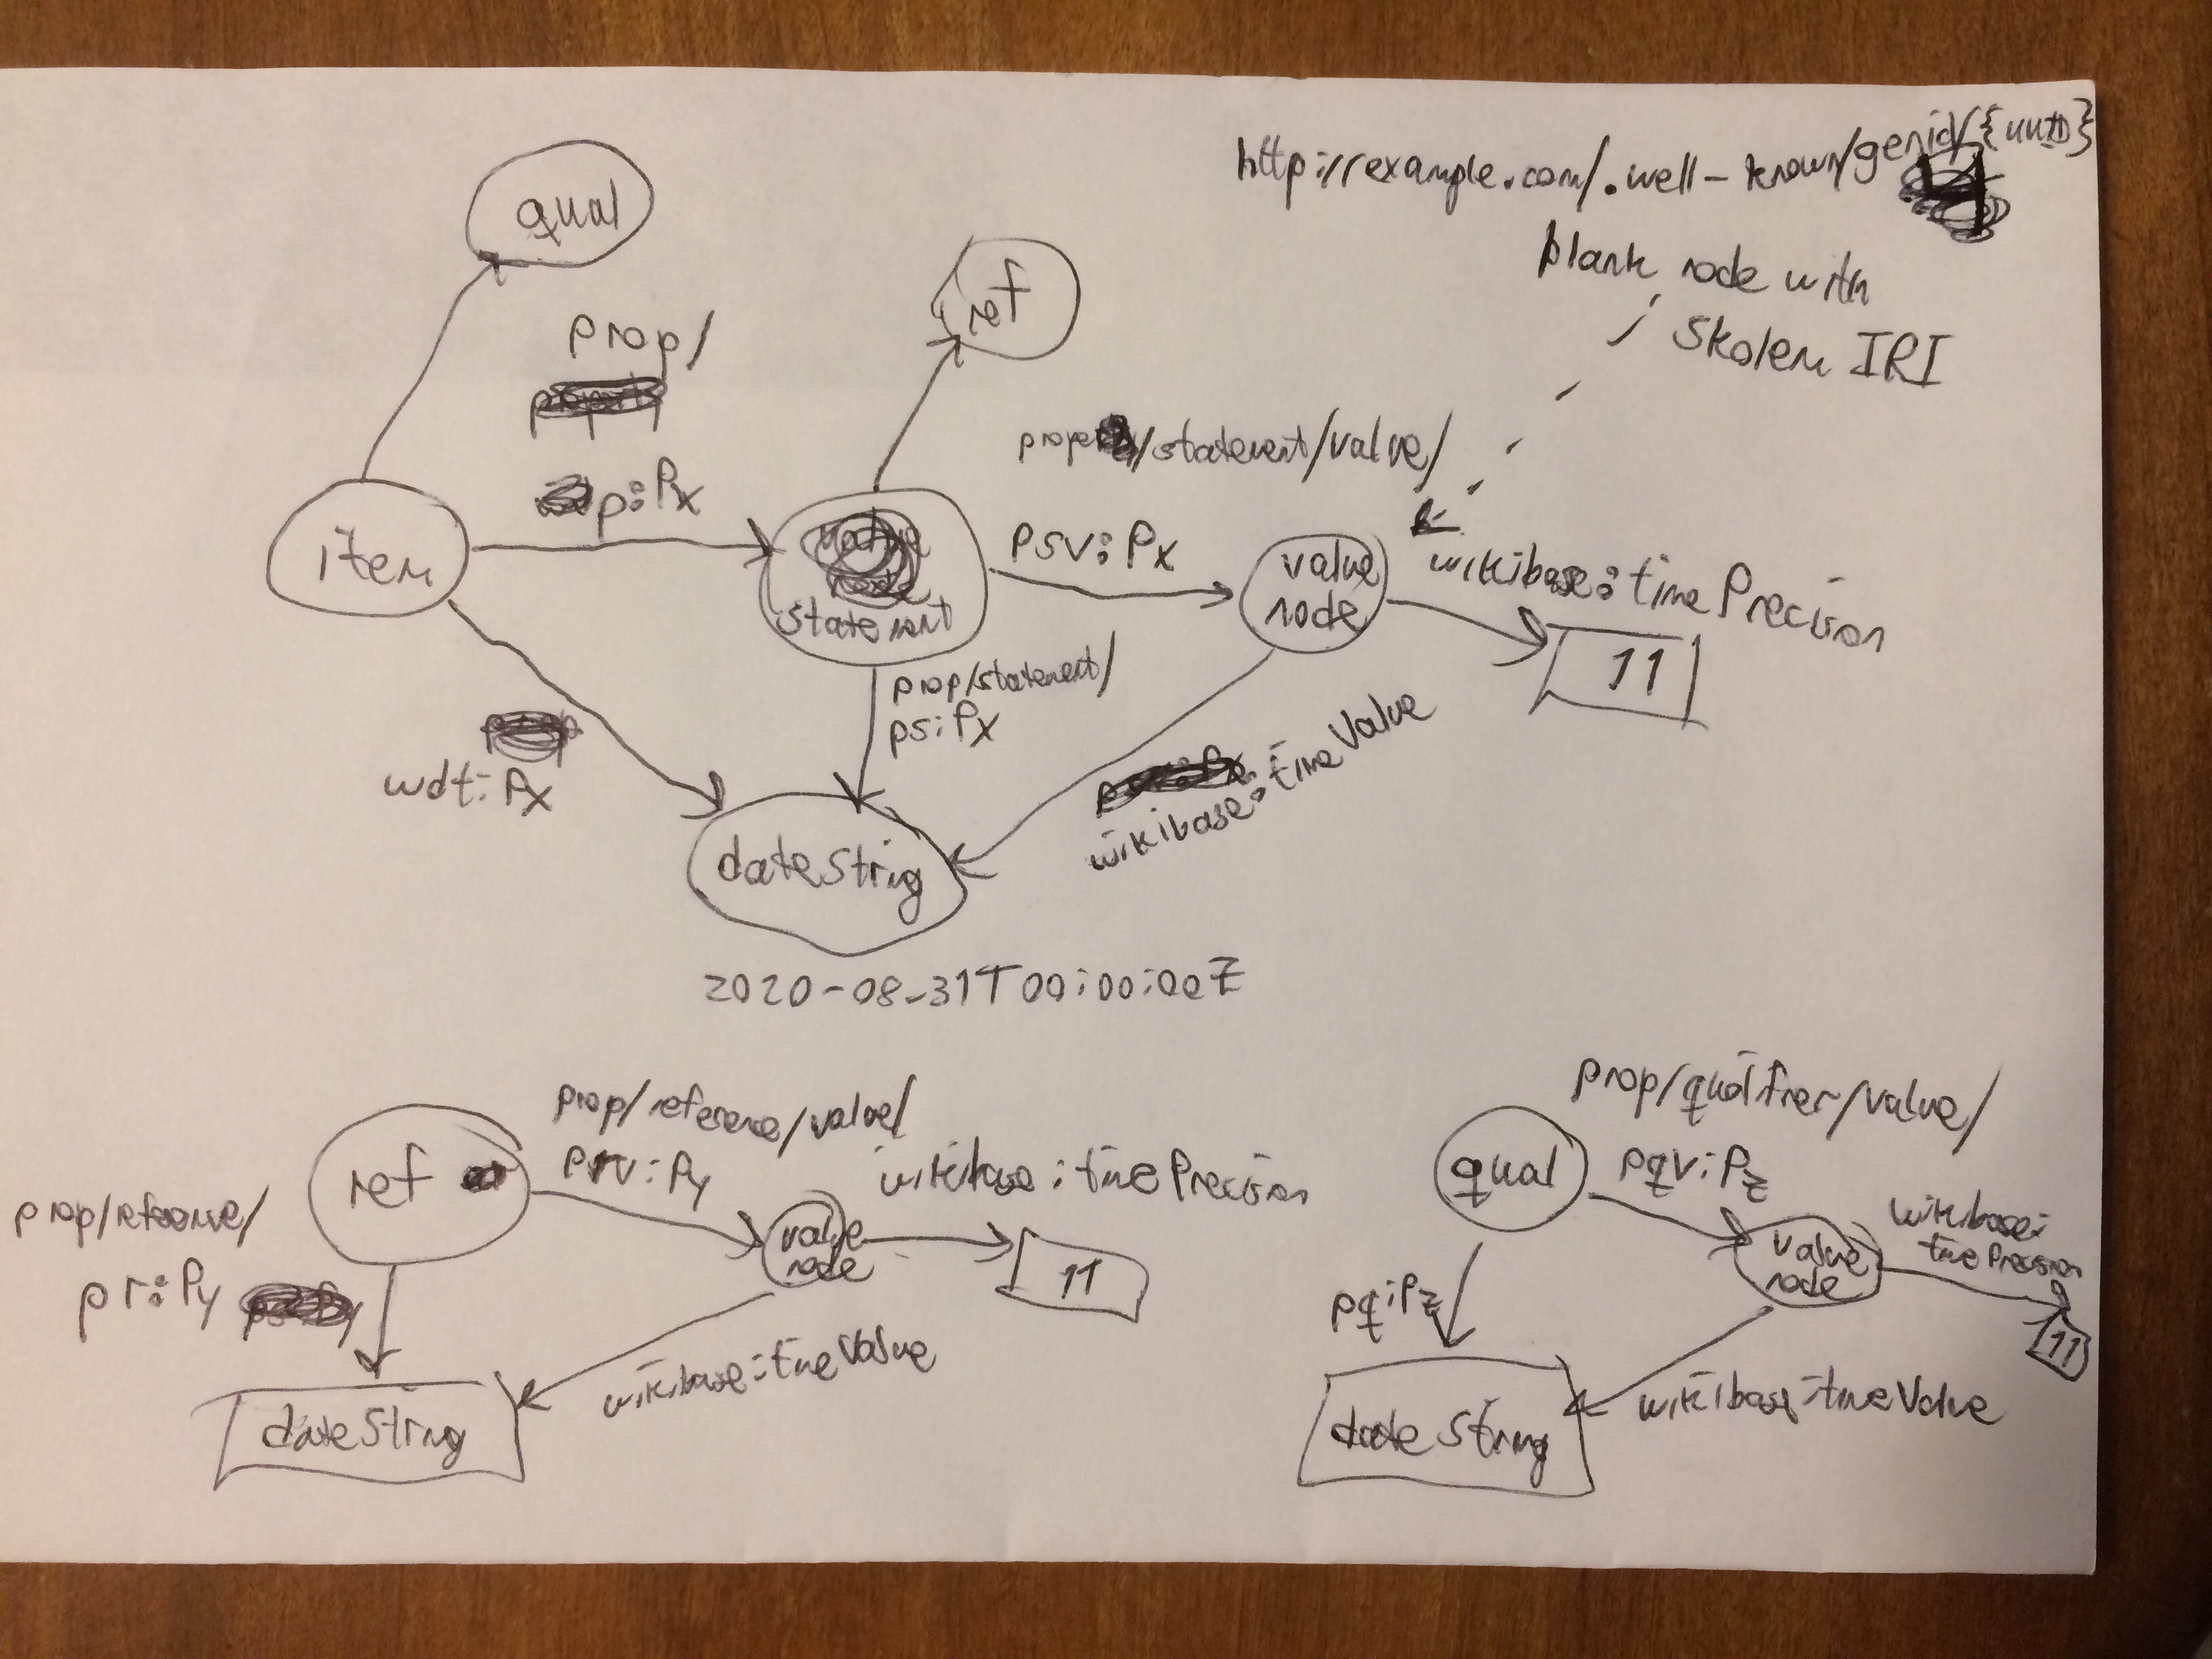 http://example.com/.well-known/genid/{UUID}
blank node with
Skolem IRI
qual
ref
prop/
p:Px
prop/statement/value/
psv:Px
item
statement
value
node
wikibase:timePrecision
11
prop/statement/
ps:Px
wdt:Px
wikibase:timeValue
dateString
2020-08-31T00:00:00Z
prop/reference/value/
prv:Py
ref
wikibase:timePrecision
value
node
11
prop/reference/
pr:Py
wikibase:timeValue
dateString
prop/qualifier/value/
qual
pqv:Pz
wikibase:
timePrecision
value
node
11
pq:Pz
wikibase:timeValue
dateString